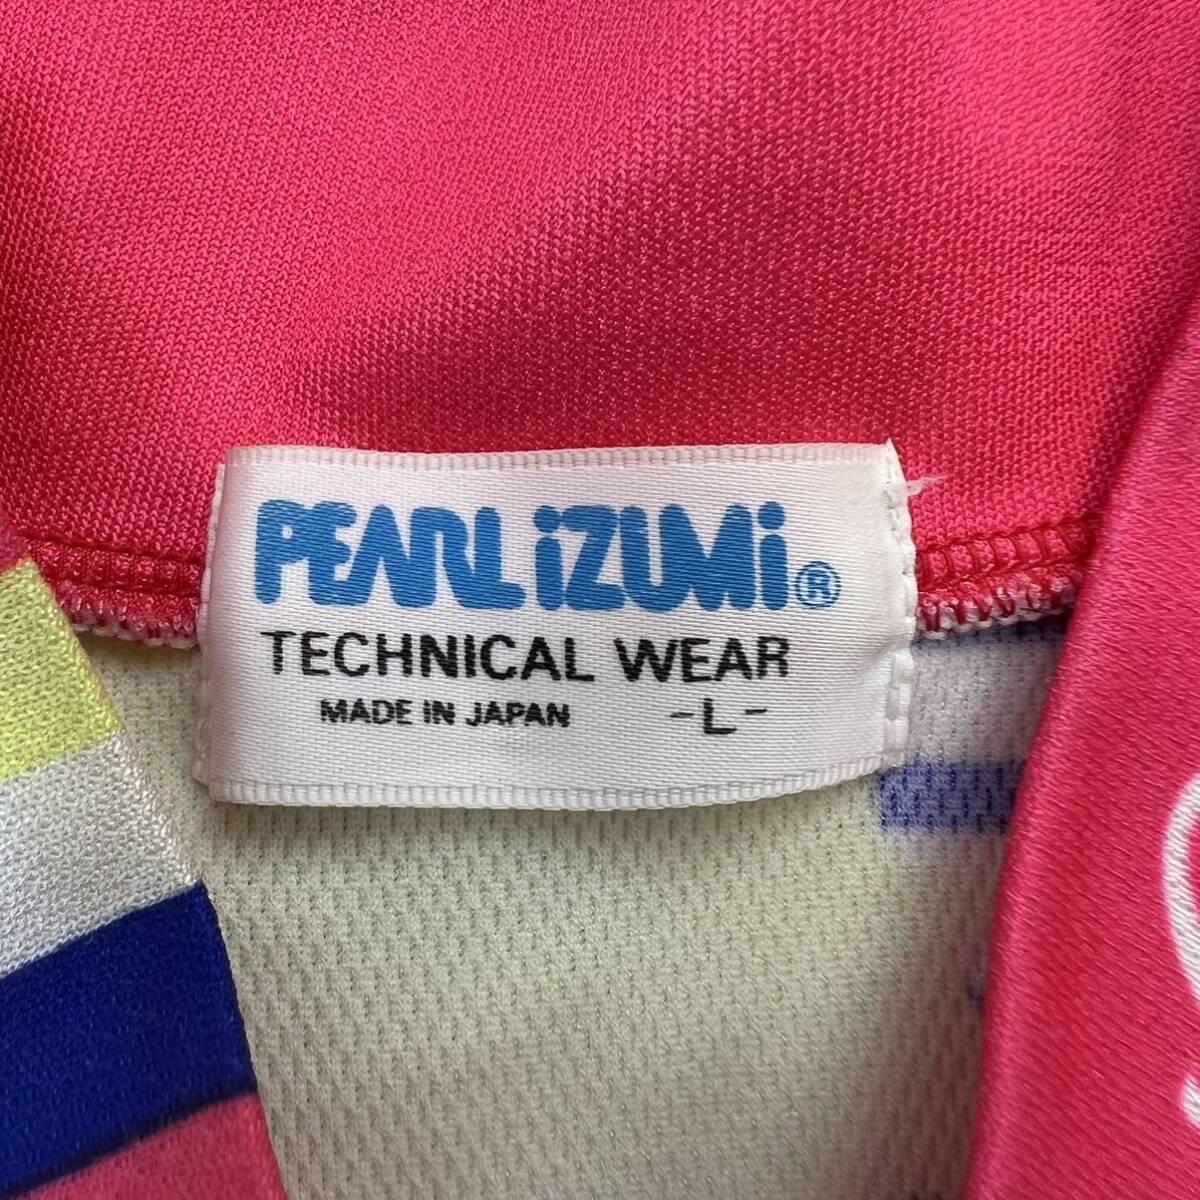 PEARL iZUMi®
TECHNICAL WEAR
MADE IN JAPAN -L-